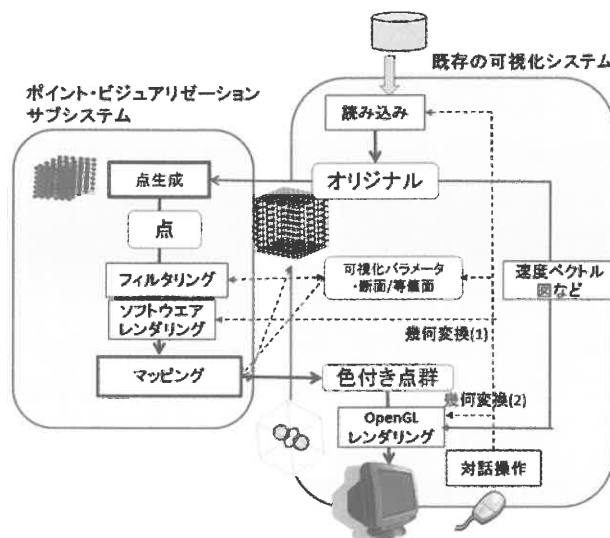 既存の可視化システム
ポイント・ビジュアリゼーション
サブシステム
読み込み
点生成
オリジナル
点
フィルタリング
可視化パラメータ
・断面/等値面
速度ベクトル
図など
ソフトウエア
レンダリング
幾何変換(1)
マッピング
色付き点群
幾何変換(2)
OpenGL
レンダリング
対話操作